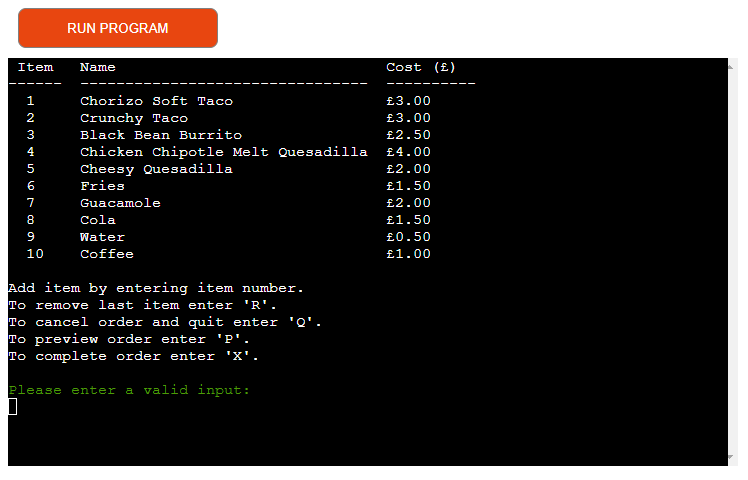 RUN PROGRAM
Item Name Cost (£)
------ -------------------------------- ----------
1 Chorizo Soft Taco £3.00
2 Crunchy Taco £3.00
3 Black Bean Burrito £2.50
4 Chicken Chipotle Melt Quesadilla £4.00
5 Cheesy Quesadilla £2.00
6 Fries £1.50
7 Guacamole £2.00
8 Cola £1.50
9 Water £0.50
10 Coffee £1.00
Add item by entering item number.
To remove last item enter 'R'.
To cancel order and quit enter 'Q'.
To preview order enter 'P'.
To complete order enter 'X'.
Please enter a valid input: